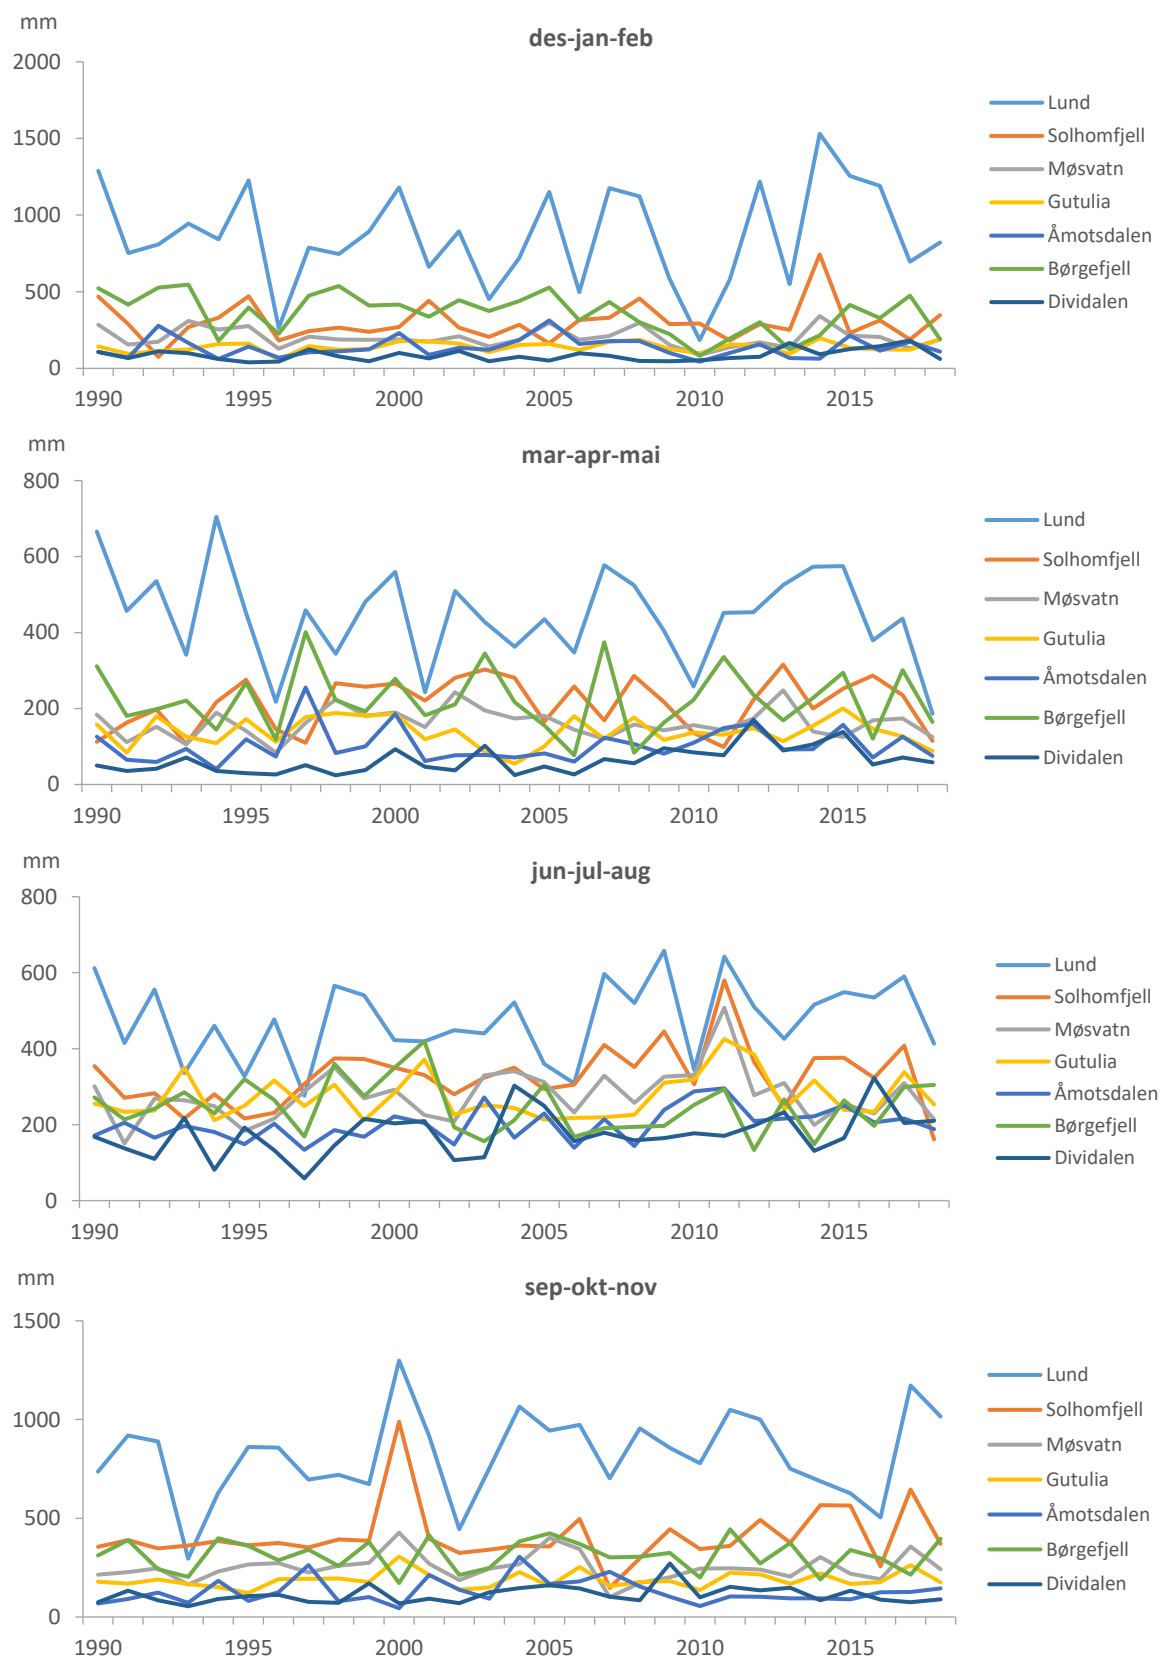 mm
des-jan-feb
2000
1500
1000
500
0
1990 1995 2000 2005 2010 2015
Lund
Solhomfjell
Møsvatn
Gutulia
Åmotsdalen
Børgefjell
Dividalen
mm
mar-apr-mai
800
600
400
200
0
1990 1995 2000 2005 2010 2015
Lund
Solhomfjell
Møsvatn
Gutulia
Åmotsdalen
Børgefjell
Dividalen
mm
jun-jul-aug
800
600
400
200
0
1990 1995 2000 2005 2010 2015
Lund
Solhomfjell
Møsvatn
Gutulia
Åmotsdalen
Børgefjell
Dividalen
mm
sep-okt-nov
1500
1000
500
0
1990 1995 2000 2005 2010 2015
Lund
Solhomfjell
Møsvatn
Gutulia
Åmotsdalen
Børgefjell
Dividalen